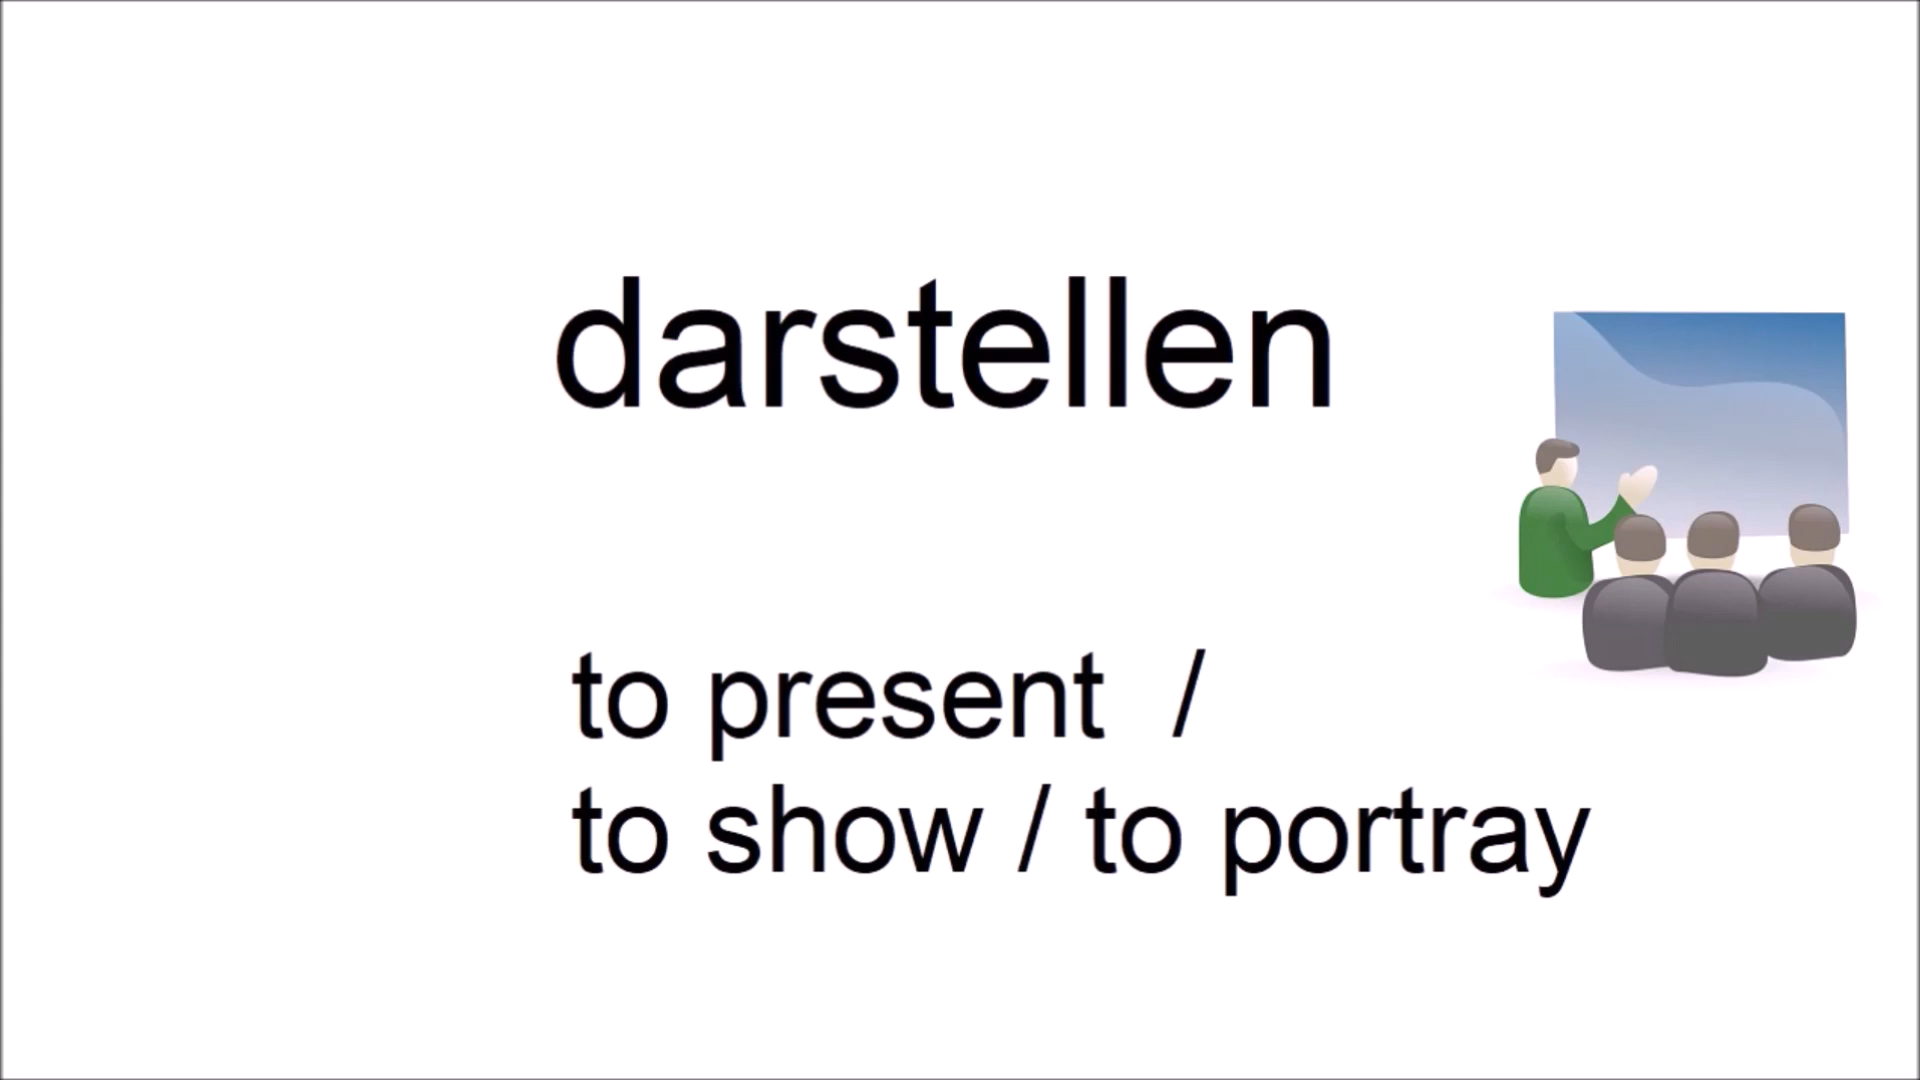 darstellen
to present /
to show / to portray